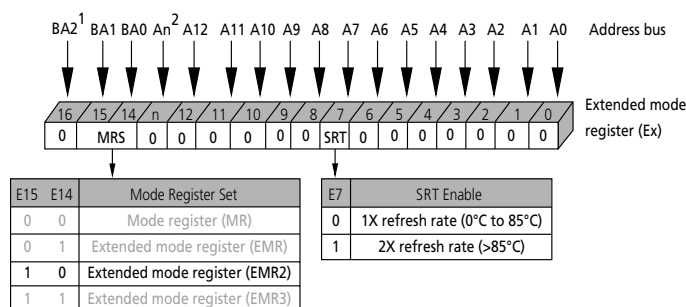 BA2¹ BA1 BA0 An² A12 A11 A10 A9 A8 A7 A6 A5 A4 A3 A2 A1 A0 Address bus
16 15 14 n 12 11 10 9 8 7 6 5 4 3 2 1 0 Extended mode
register (Ex)
0 MRS 0 0 0 0 0 0 SRT 0 0 0 0 0 0 0
E15 E14 Mode Register Set
0 0 Mode register (MR)
0 1 Extended mode register (EMR)
1 0 Extended mode register (EMR2)
1 1 Extended mode register (EMR3)
E7 SRT Enable
0 1X refresh rate (0°C to 85°C)
1 2X refresh rate (>85°C)